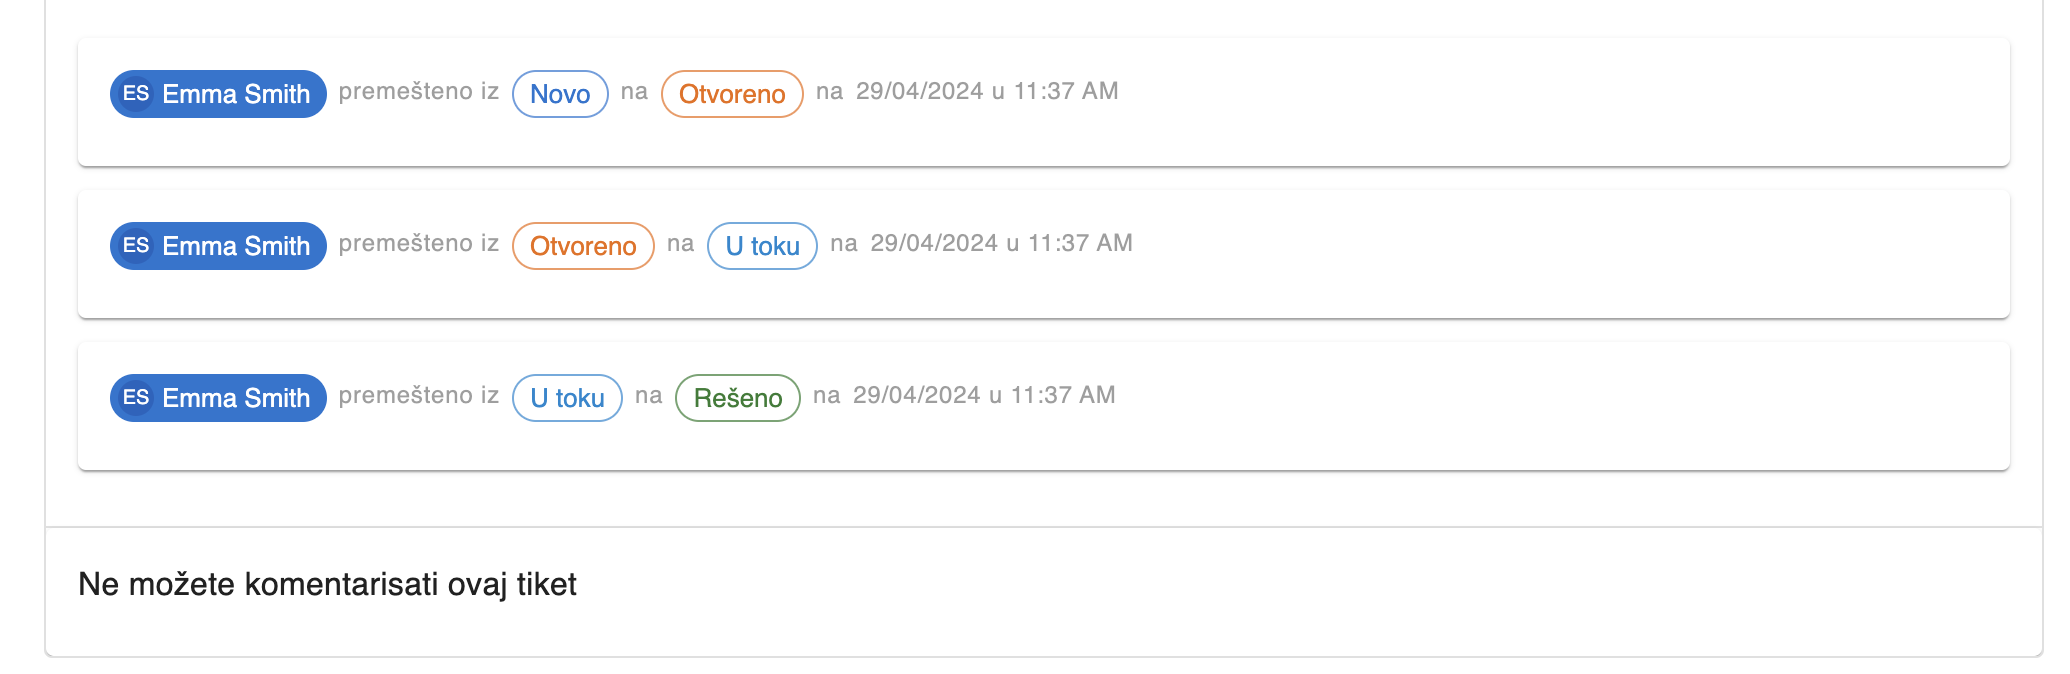 ES Emma Smith premešteno iz Novo na Otvoreno na 29/04/2024 u 11:37 AM
ES Emma Smith premešteno iz Otvoreno na U toku na 29/04/2024 u 11:37 AM
ES Emma Smith premešteno iz U toku na Rešeno na 29/04/2024 u 11:37 AM
Ne možete komentarisati ovaj tiket